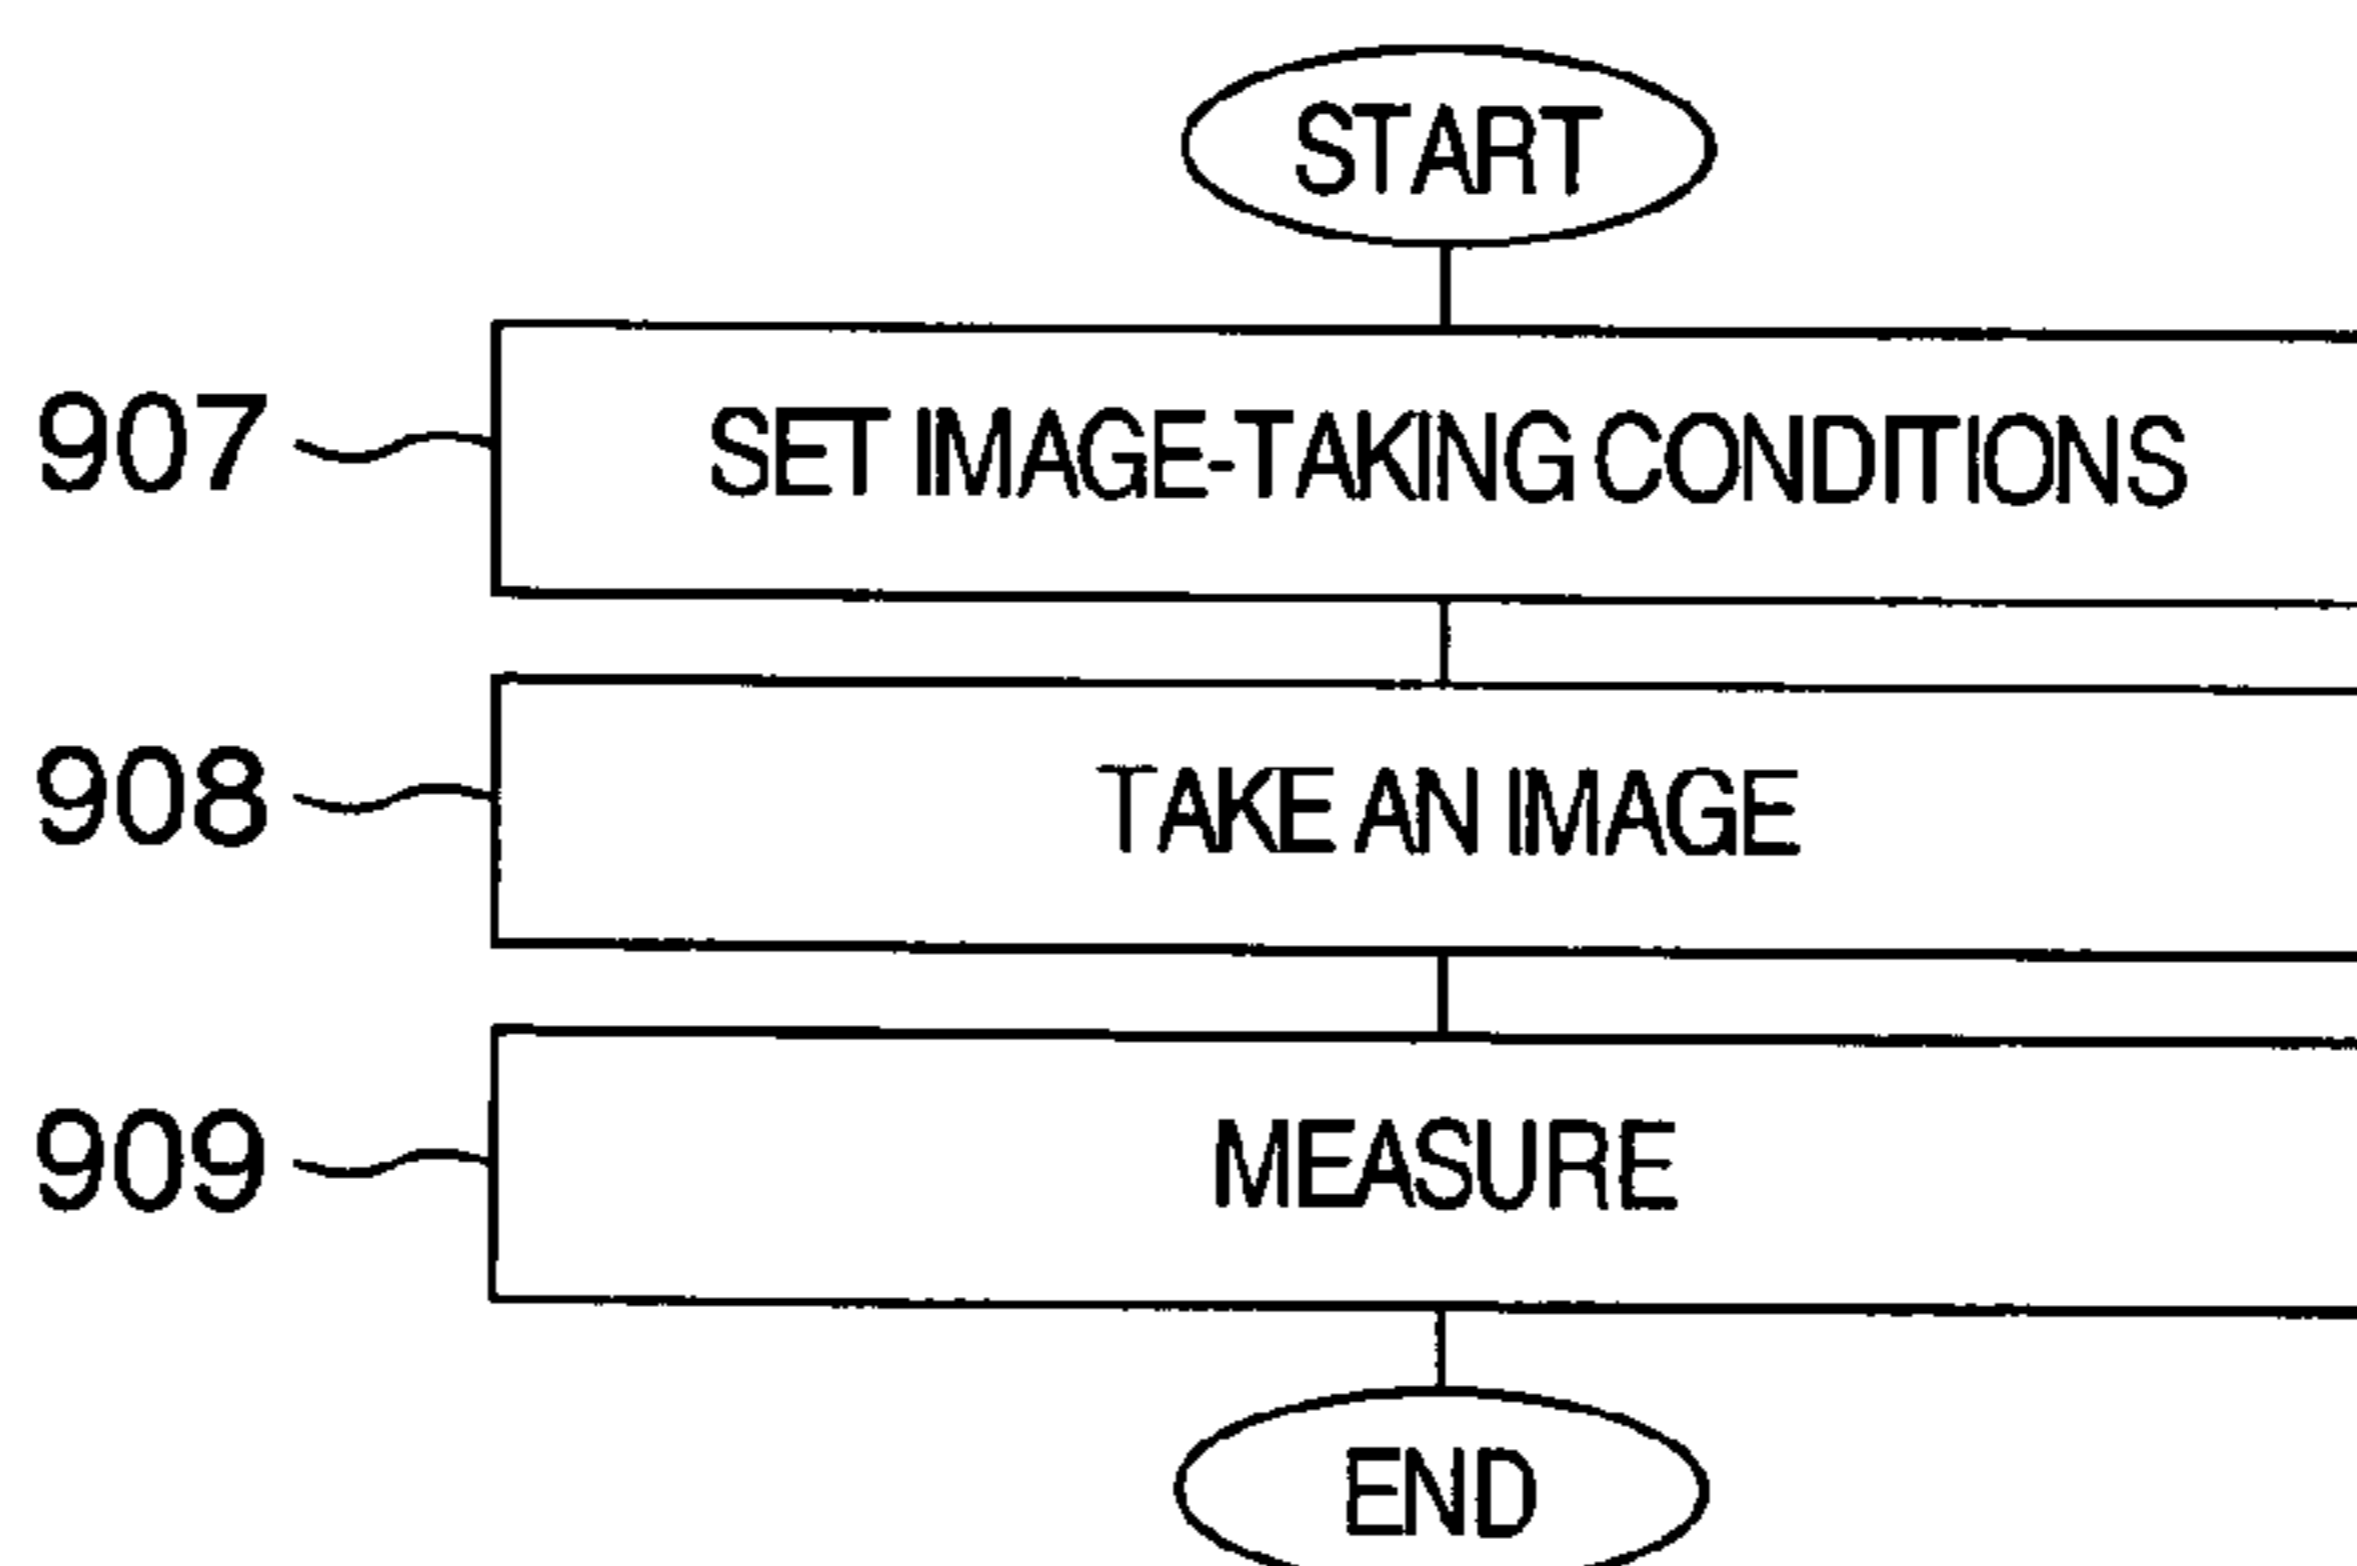 START
907 SET IMAGE-TAKING CONDITIONS
908 TAKE AN IMAGE
909 MEASURE
END